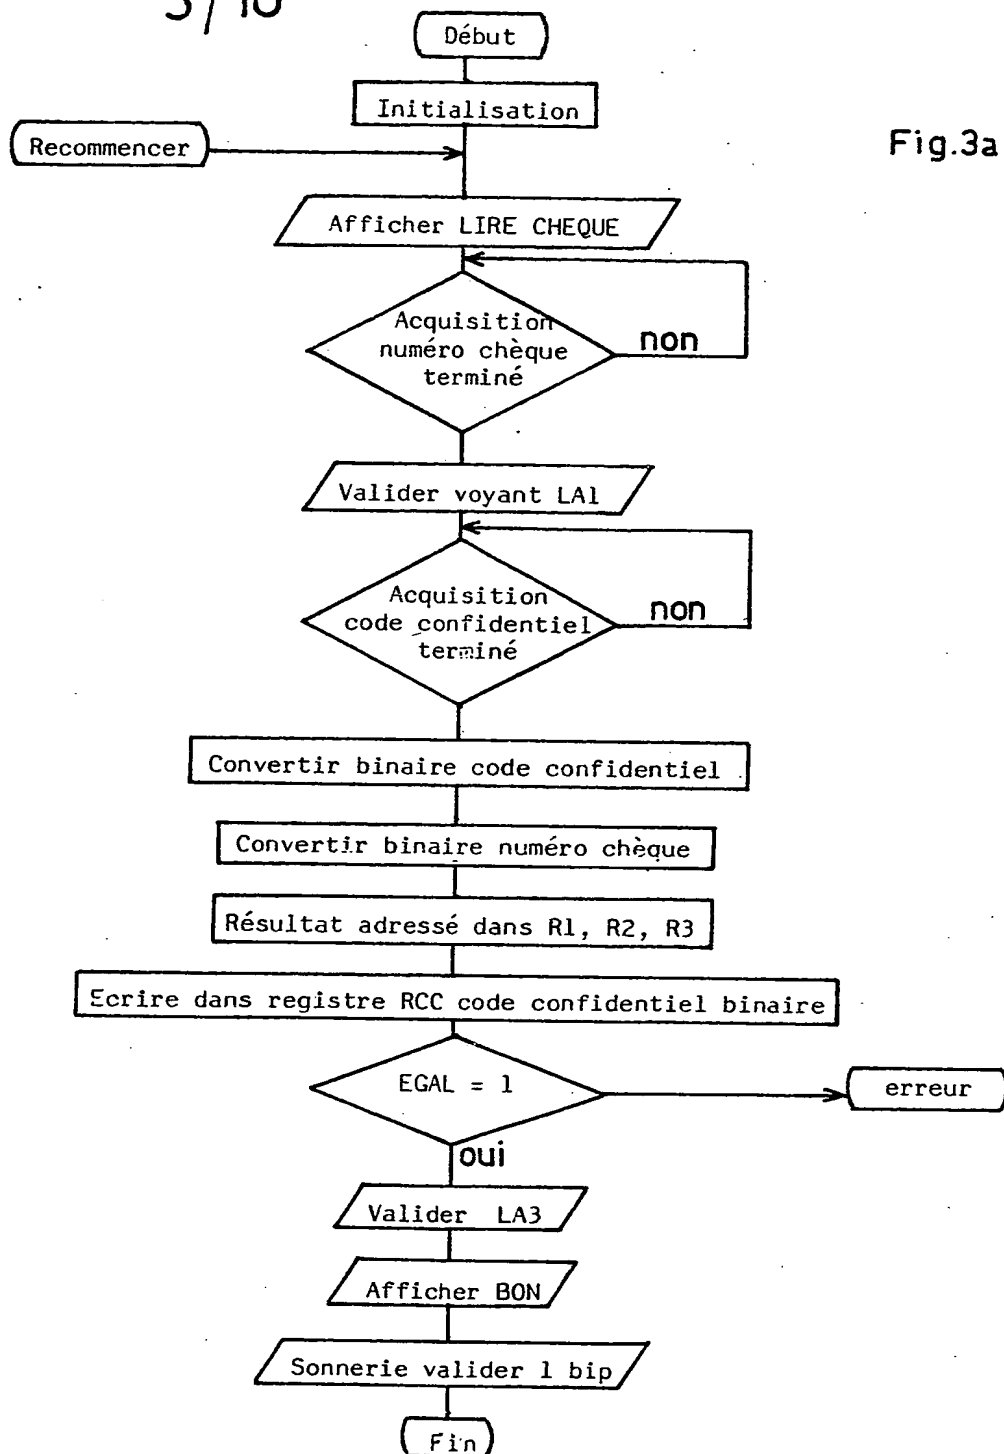 5/10
Début
Initialisation
Recommencer
Fig.3a
Afficher LIRE CHEQUE
Acquisition
numéro chèque
terminé
non
Valider voyant LA1
Acquisition
code confidentiel
terminé
non
Convertir binaire code confidentiel
Convertir binaire numéro chèque
Résultat adressé dans R1, R2, R3
Ecrire dans registre RCC code confidentiel binaire
EGAL = 1
erreur
oui
Valider LA3
Afficher BON
Sonnerie valider 1 bip
Fin